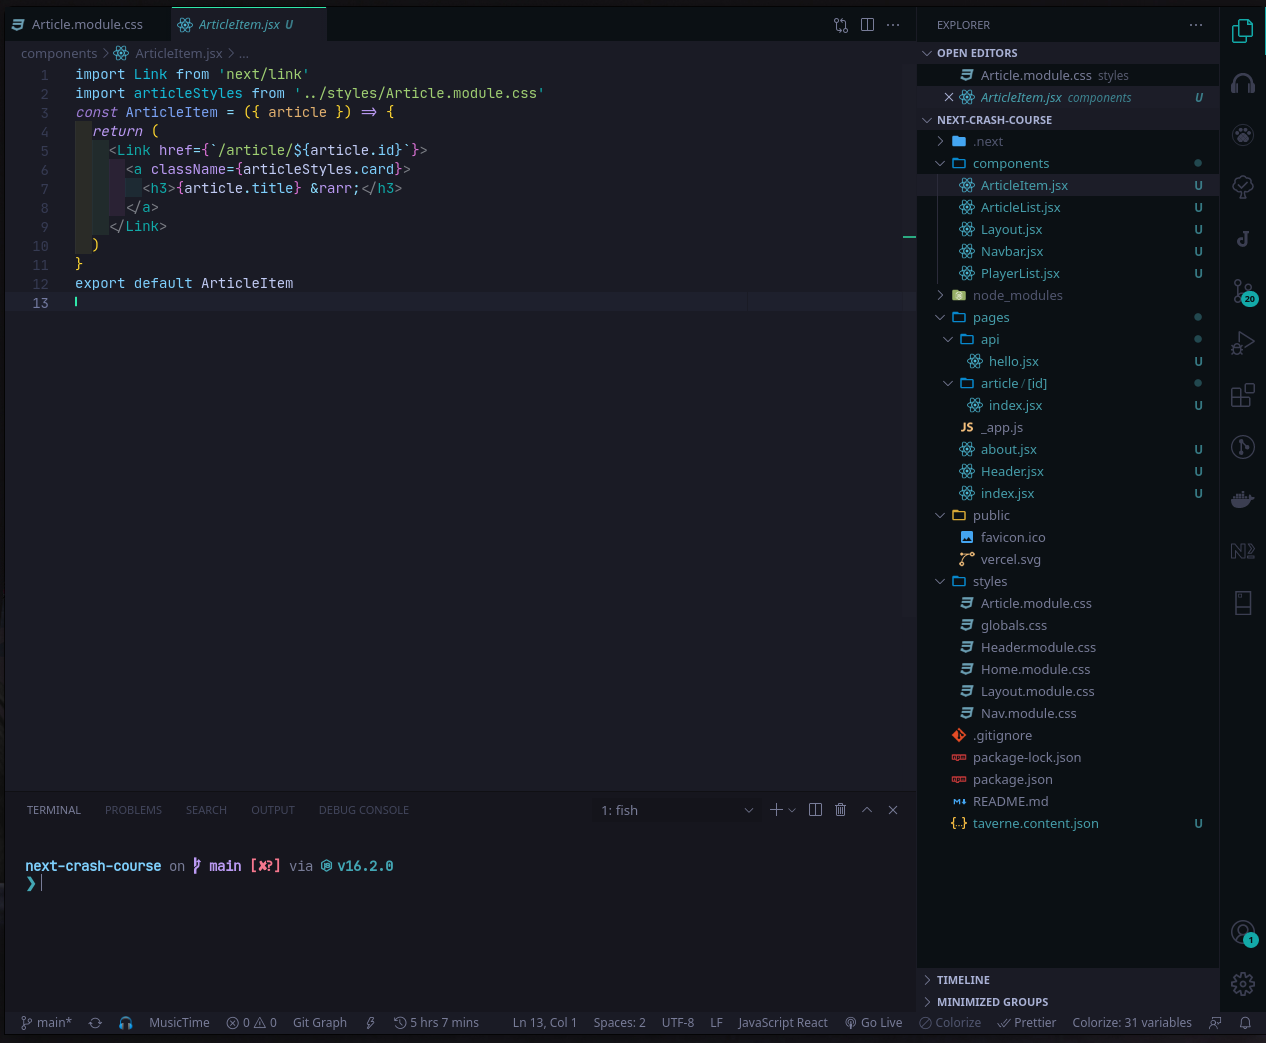 Article.module.css
ArticleItem.jsx U
components > ArticleItem.jsx > ...
1 import Link from 'next/link'
2 import articleStyles from '../styles/Article.module.css'
3 const ArticleItem = ({ article }) => {
4 return (
5 <Link href={`/article/${article.id}`}>
6 <a className={articleStyles.card}>
7 <h3>{article.title} &rarr;</h3>
8 </a>
9 </Link>
10 )
11 }
12 export default ArticleItem
13
TERMINAL PROBLEMS SEARCH OUTPUT DEBUG CONSOLE
1: fish
next-crash-course on main [✘?] via v16.2.0
❯
EXPLORER ...
OPEN EDITORS
Article.module.css styles
ArticleItem.jsx components U
NEXT-CRASH-COURSE
.next
components
ArticleItem.jsx U
ArticleList.jsx U
Layout.jsx U
Navbar.jsx U
PlayerList.jsx U
node_modules
pages
api
hello.jsx U
article / [id]
index.jsx U
JS _app.js
about.jsx U
Header.jsx U
index.jsx U
public
favicon.ico
vercel.svg
styles
Article.module.css
globals.css
Header.module.css
Home.module.css
Layout.module.css
Nav.module.css
.gitignore
package-lock.json
package.json
README.md
taverne.content.json U
TIMELINE
MINIMIZED GROUPS
20
1
main* MusicTime 0 0 Git Graph 5 hrs 7 mins Ln 13, Col 1 Spaces: 2 UTF-8 LF JavaScript React Go Live Colorize Prettier Colorize: 31 variables